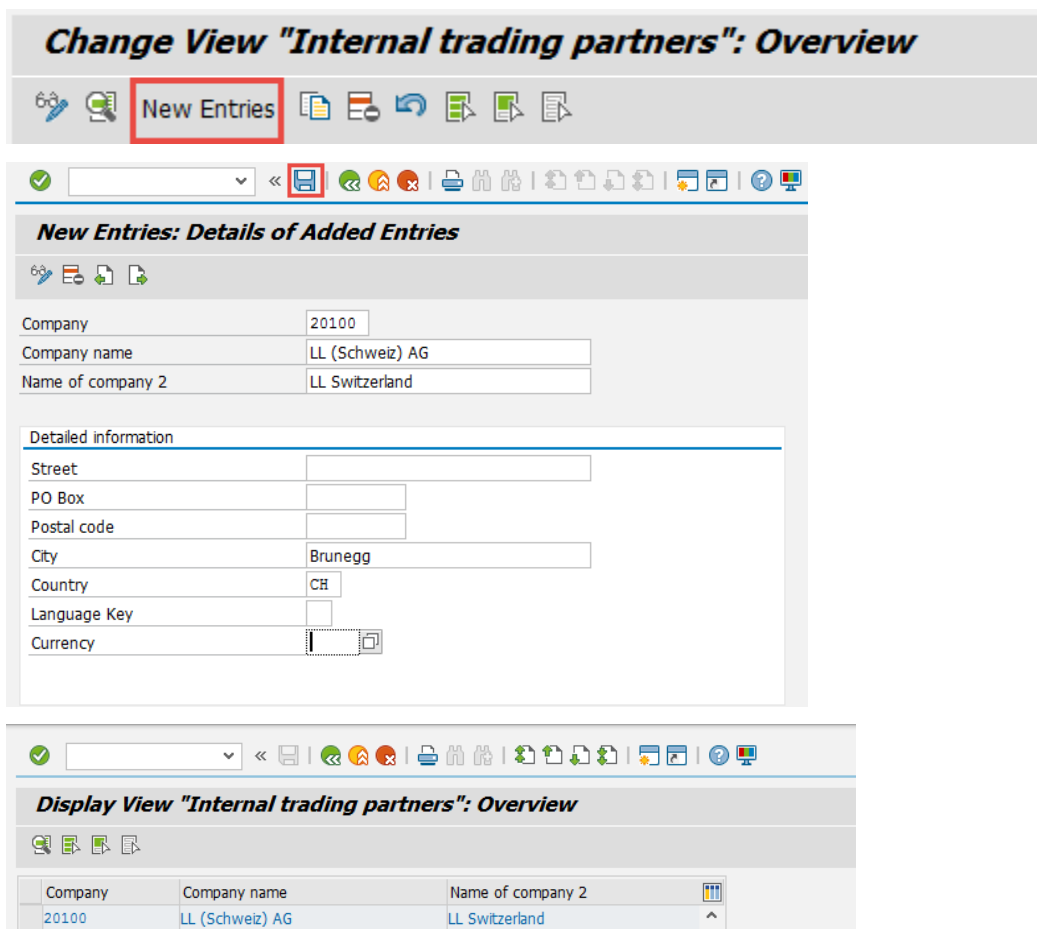 Change View "Internal trading partners": Overview
New Entries
New Entries: Details of Added Entries
Company 20100
Company name LL (Schweiz) AG
Name of company 2 LL Switzerland
Detailed information
Street
PO Box
Postal code
City Brunegg
Country CH
Language Key
Currency
Display View "Internal trading partners": Overview
Company Company name Name of company 2
20100 LL (Schweiz) AG LL Switzerland